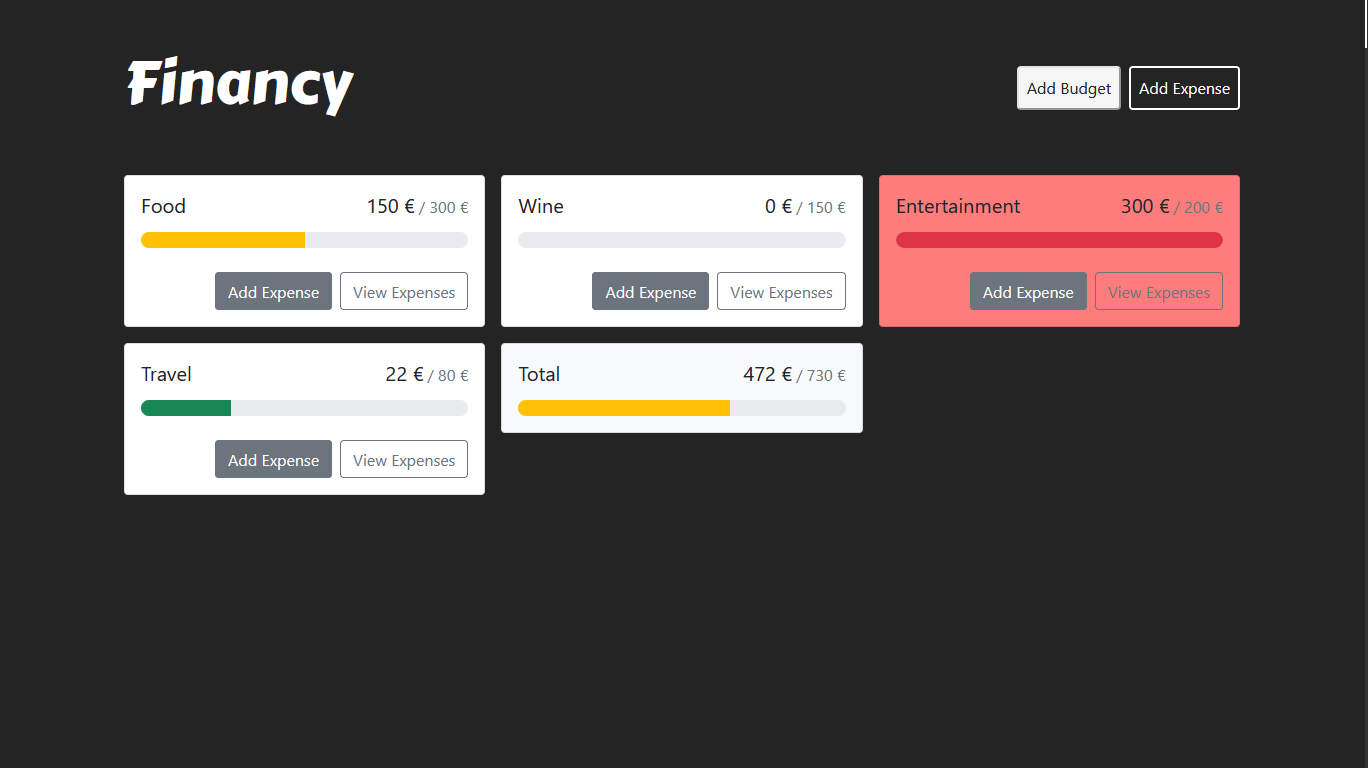 Financy
Add Budget Add Expense
Food 150 € / 300 €
Add Expense View Expenses
Wine 0 € / 150 €
Add Expense View Expenses
Entertainment 300 € / 200 €
Add Expense View Expenses
Travel 22 € / 80 €
Add Expense View Expenses
Total 472 € / 730 €